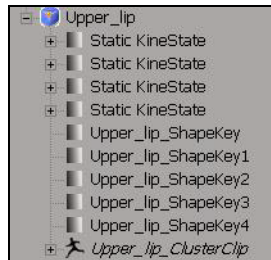 Upper_lip
Static KineState
Static KineState
Static KineState
Static KineState
Upper_lip_ShapeKey
Upper_lip_ShapeKey1
Upper_lip_ShapeKey2
Upper_lip_ShapeKey3
Upper_lip_ShapeKey4
Upper_lip_ClusterClip